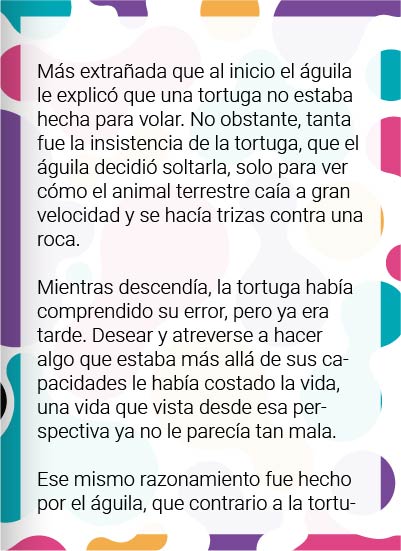 Más extrañada que al inicio el águila
le explicó que una tortuga no estaba
hecha para volar. No obstante, tanta
fue la insistencia de la tortuga, que el
águila decidió soltarla, solo para ver
cómo el animal terrestre caía a gran
velocidad y se hacía trizas contra una
roca.
Mientras descendía, la tortuga había
comprendido su error, pero ya era
tarde. Desear y atreverse a hacer
algo que estaba más allá de sus ca-
pacidades le había costado la vida,
una vida que vista desde esa per-
spectiva ya no le parecía tan mala.
Ese mismo razonamiento fue hecho
por el águila, que contrario a la tortu-